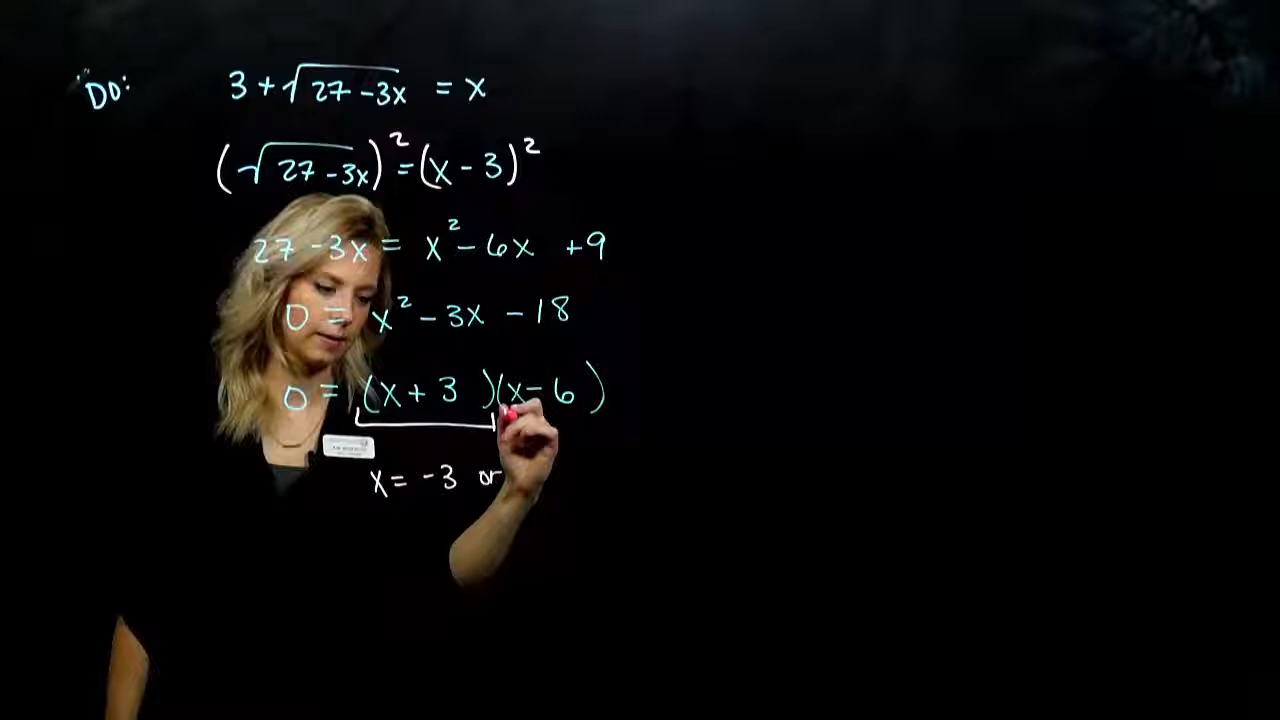 DO: 3 + √27 - 3x = x
(√27 - 3x)² = (x - 3)²
27 - 3x = x² - 6x + 9
0 = x² - 3x - 18
0 = (x + 3)(x - 6)
x = -3 or